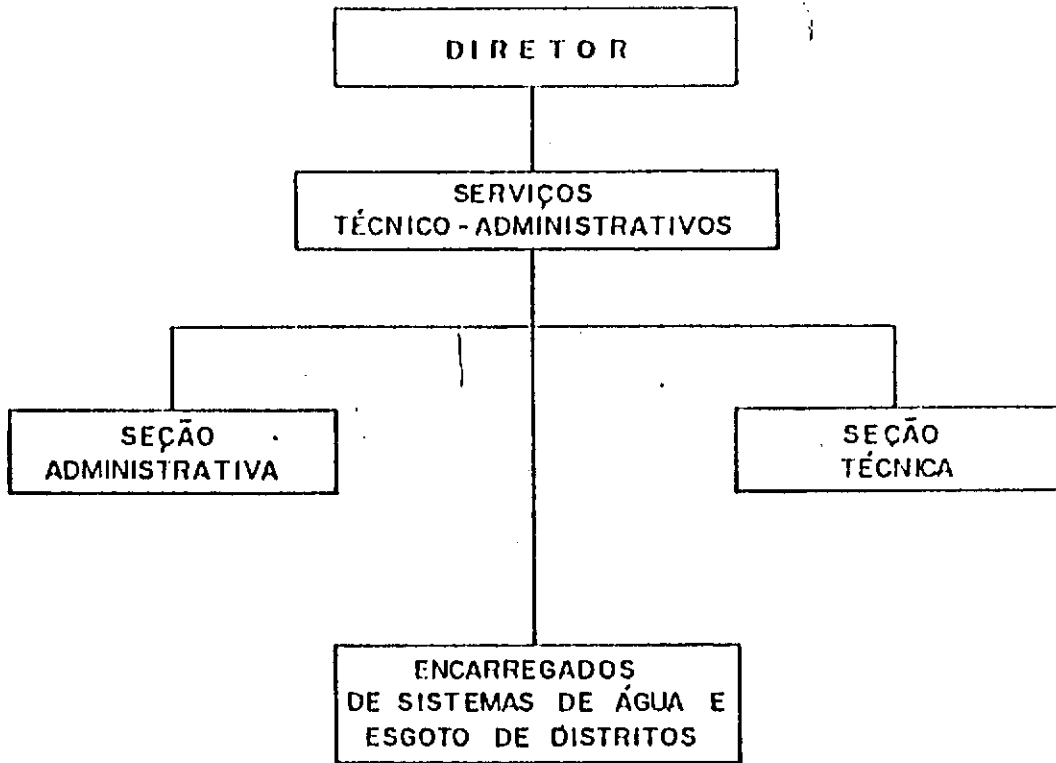 DIRETOR
SERVIÇOS
TÉCNICO - ADMINISTRATIVOS
SEÇÃO
ADMINISTRATIVA
SEÇÃO
TÉCNICA
ENCARREGADOS
DE SISTEMAS DE ÁGUA E
ESGOTO DE DISTRITOS